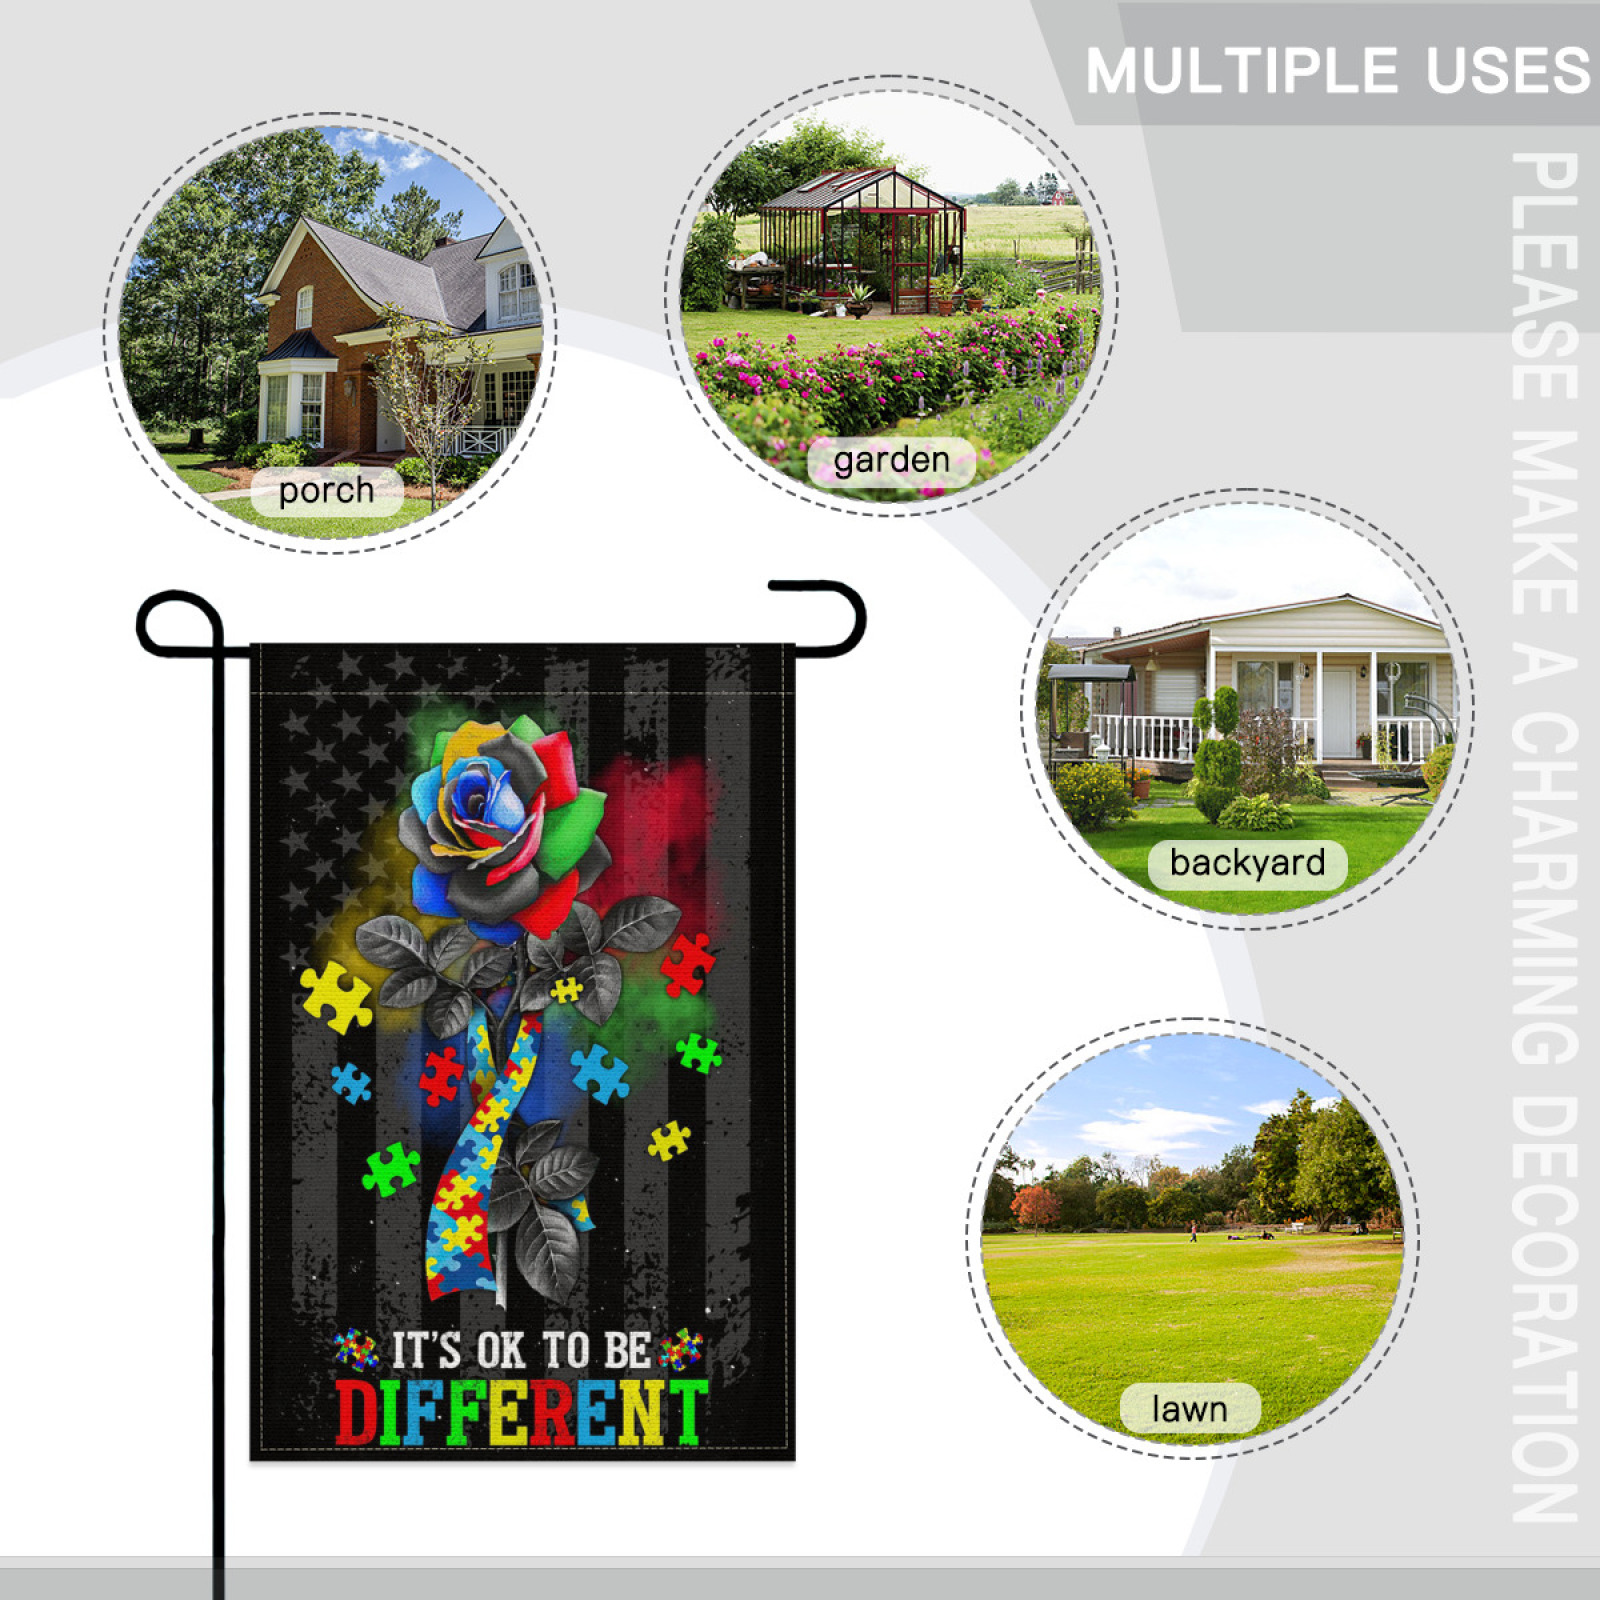 MULTIPLE USES
PLEASE MAKE A CHARMING DECORATION
porch
garden
backyard
lawn
IT'S OK TO BE
DIFFERENT